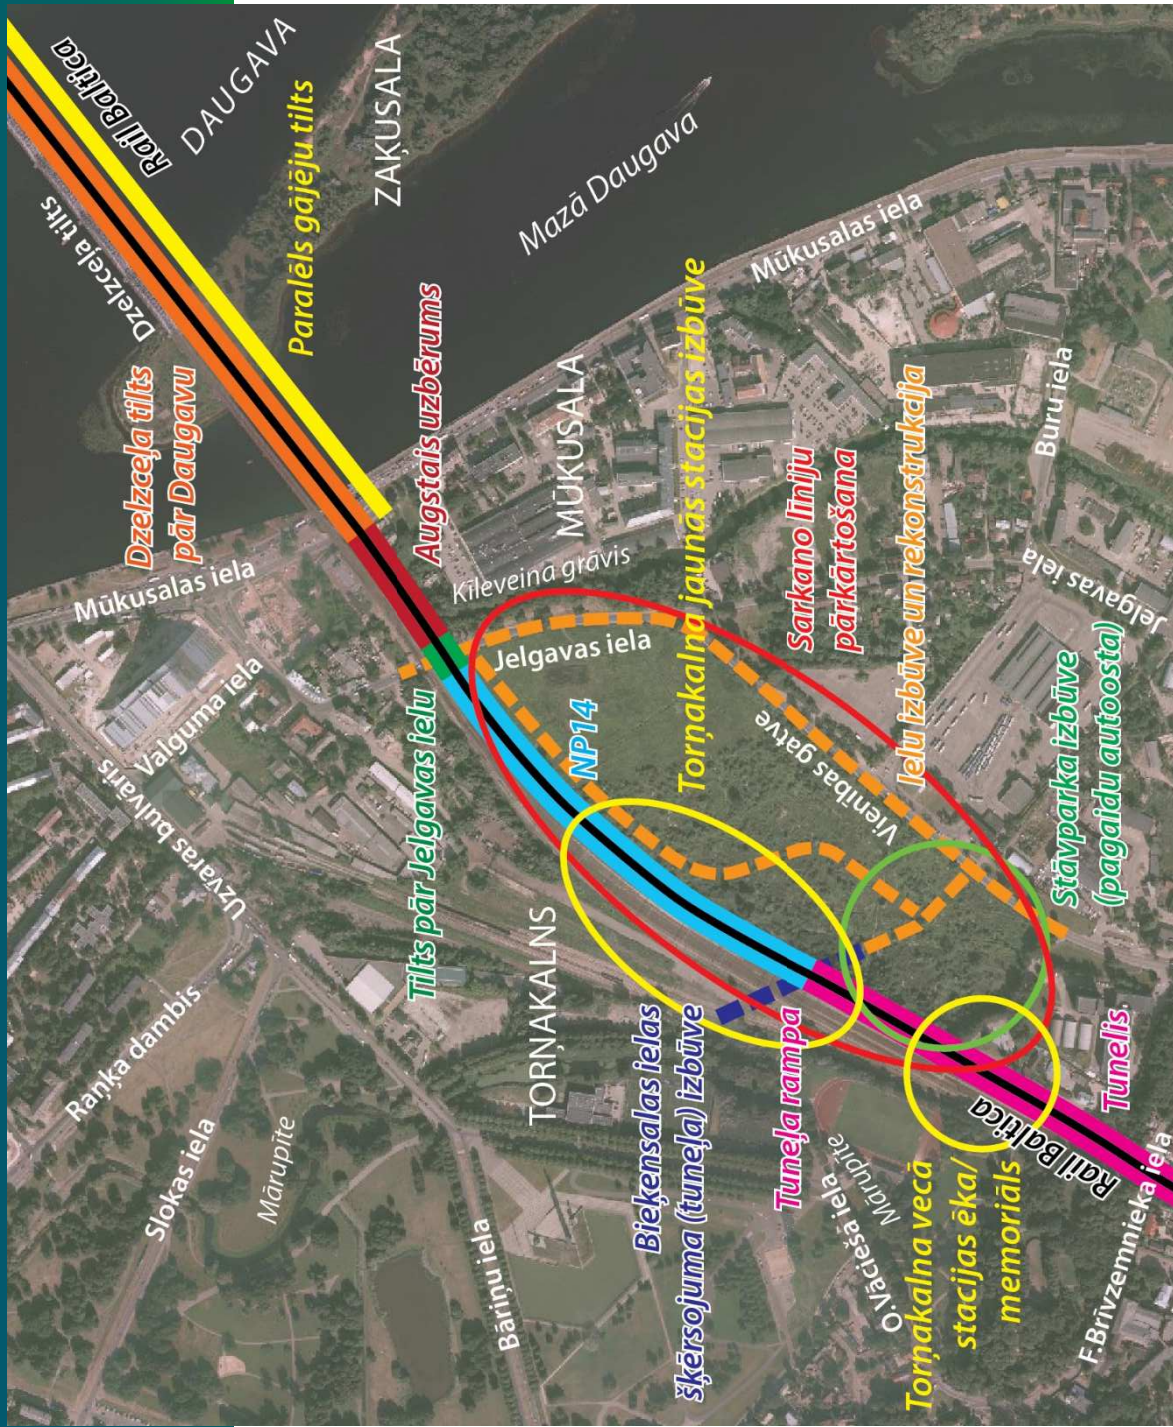 Rail Baltica
DAUGAVA
Paralēls gājēju tilts
ZAĶUSALA
Mazā Daugava
Mūkusalas iela
Dzelzceļa tilts
Dzelzceļa tilts
pār Daugavu
Augstais uzbērums
MŪKUSALA
Buru iela
Mūkusalas iela
Kīleveina grāvis
Torņakalna jaunās stacijas izbūve
Sarkano līniju
pārkārtošana
Ielu izbūve un rekonstrukcija
Jelgavas iela
Valguma iela
Jelgavas iela
Uzvaras bulvāris
Tilts pār Jelgavas ielu
NP14
Vienības gatve
Stāvparka izbūve
(pagaidu autoosta)
TORŅAKALNS
Raņķa dambis
Slokas iela
Mārupīte
Bāriņu iela
Bieķensalas ielas
šķērsojuma (tuneļa) izbūve
Tuneļa rampa
Tunelis
Rail Baltica
O.Vācieša iela
Mārupīte
Torņakalna vecā
stacijas ēka/
memoriāls
F.Brīvzemnieka iela